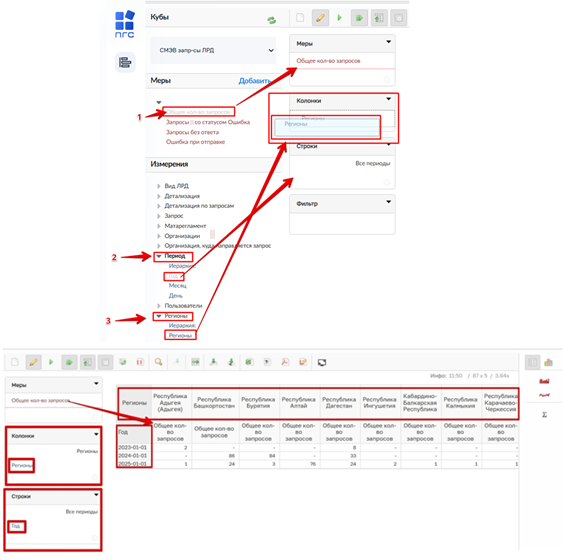 Кубы
ПГС
СМЭВ запр-сы ЛРД
Меры
Добавить
Общее кол-во запросов
1
Запросы со статусом Ошибка
Запросы без ответа
Ошибка при отправке
Измерения
Вид ЛРД
Детализация
Детализация по запросам
Запрос
Матарегламент
Организации
Организация, куда направляется запрос
2
Период
Иерархия:
Год
Месяц
День
Пользователи
3
Регионы
Иерархия:
Регионы
Меры
Общее кол-во запросов
Колонки
Регионы
Регионы
Строки
Все периоды
Фильтр
Инфо: 11:50 / 87 x 5 / 3.64s
Меры
Общее кол-во запросов
Колонки
Регионы
Регионы
Строки
Все периоды
Год
Регионы Республика Адыгея (Адыгея) Республика Башкортостан Республика Бурятия Республика Алтай Республика Дагестан Республика Ингушетия Кабардино-Балкарская Республика Республика Калмыкия Республика Карачаево-Черкессия
Год Общее кол-во запросов Общее кол-во запросов Общее кол-во запросов Общее кол-во запросов Общее кол-во запросов Общее кол-во запросов Общее кол-во запросов Общее кол-во запросов Общее кол-во запросов
2023-01-01 2 - - - 8 - - - -
2024-01-01 - 86 84 - 33 - - - -
2025-01-01 1 24 3 76 24 2 1 1 1
Σ